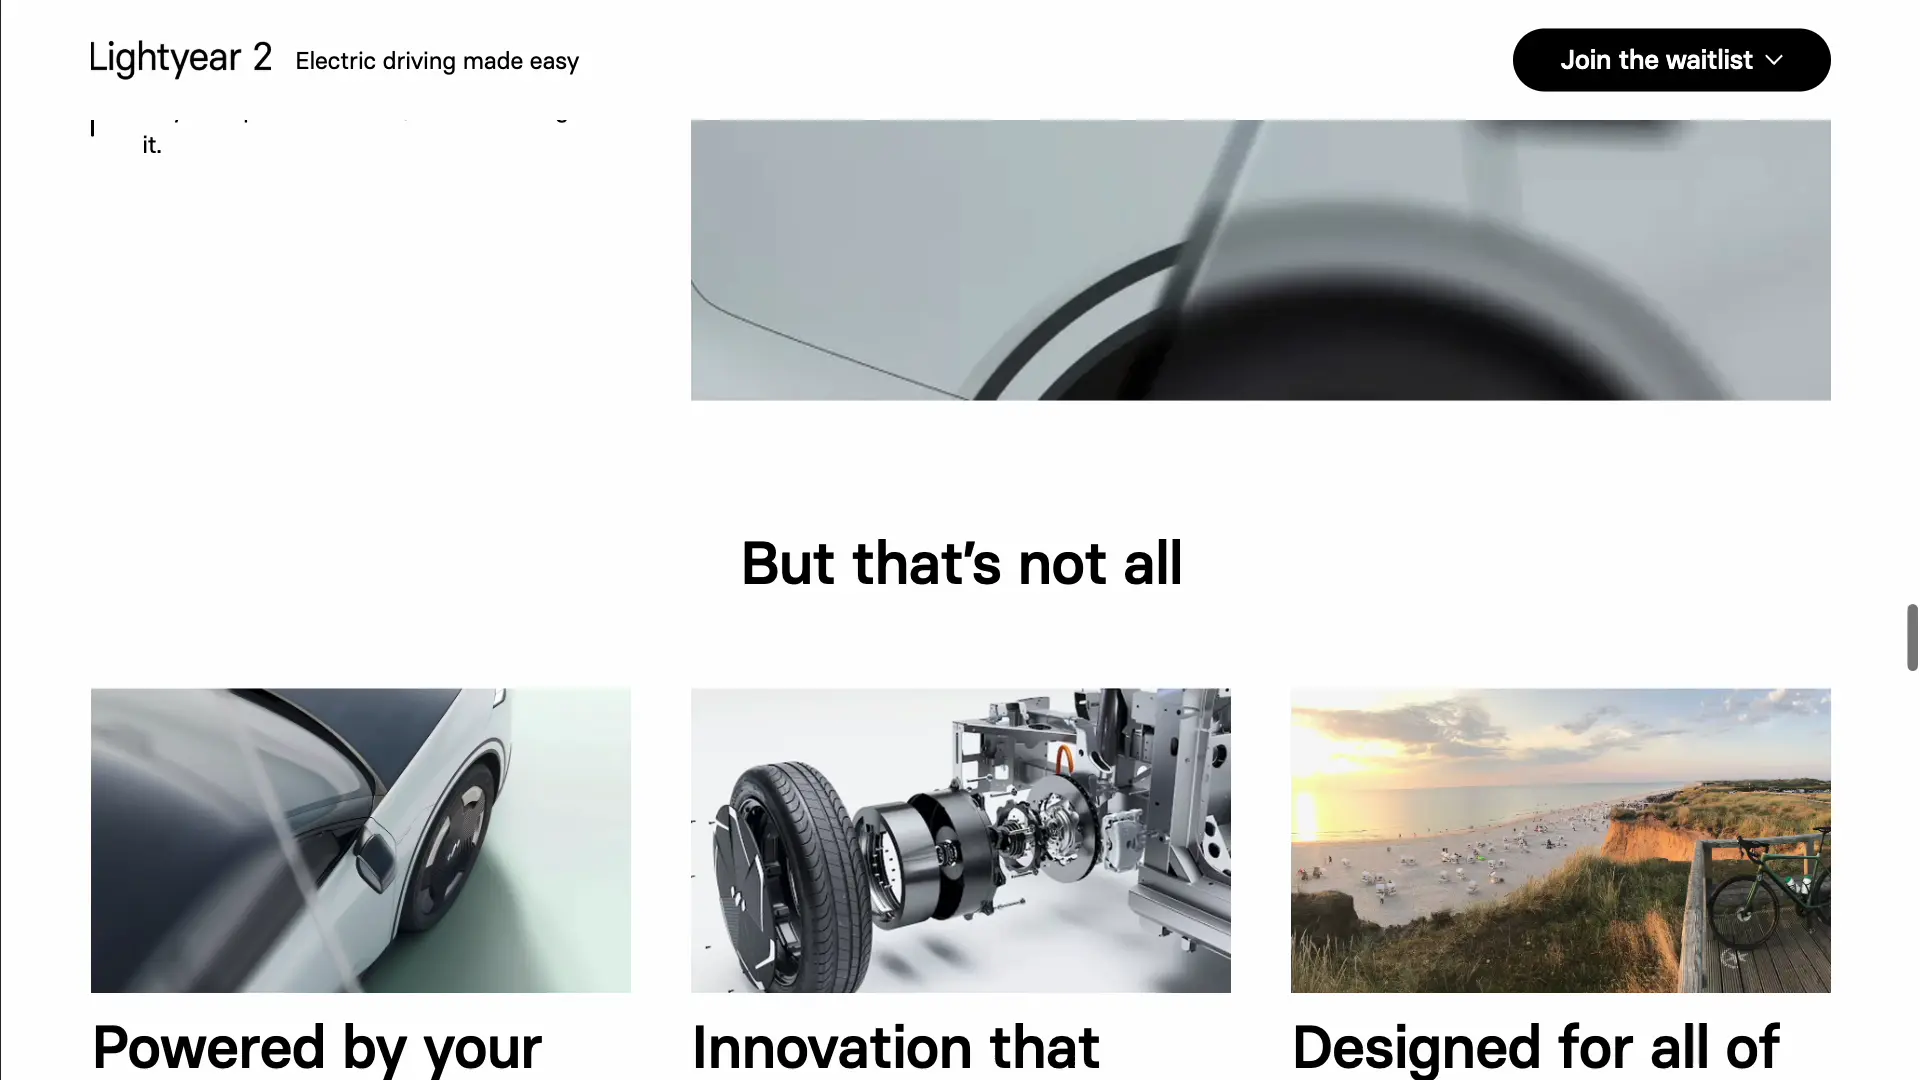 Lightyear 2
Electric driving made easy
Join the waitlist
it.
But that’s not all
Powered by your
Innovation that
Designed for all of